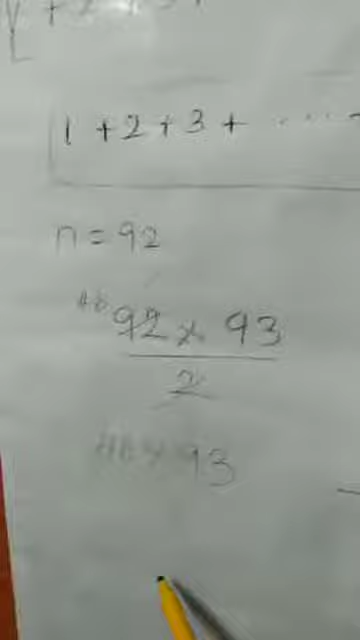 1 + 2 + 3 + ....
n = 92
46
92 x 93
2
46 x 93